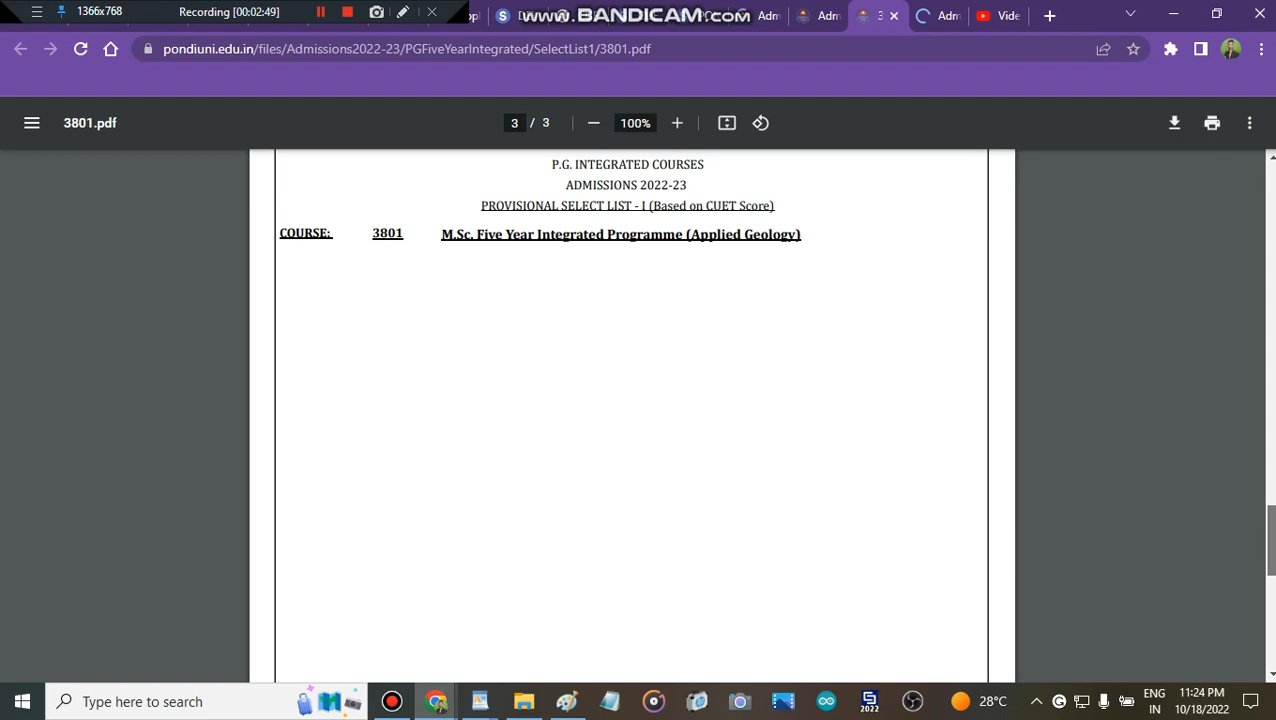 1366x768 Recording [00:02:49]
www.BANDICAM.com
Adm Adm 3 Adm Vide
pondiuni.edu.in/files/Admissions2022-23/PGFiveYearIntegrated/SelectList1/3801.pdf
3801.pdf 3 / 3 100%
P.G. INTEGRATED COURSES
ADMISSIONS 2022-23
PROVISIONAL SELECT LIST - I (Based on CUET Score)
COURSE: 3801 M.Sc. Five Year Integrated Programme (Applied Geology)
Type here to search 2022 28°C ENG 11:24 PM
IN 10/18/2022